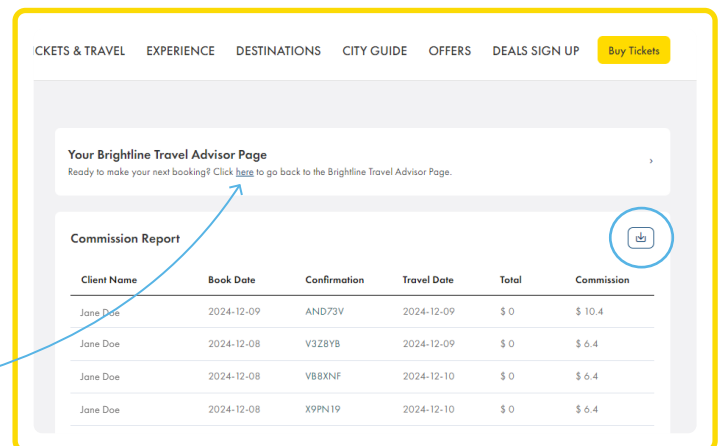 CKETS & TRAVEL EXPERIENCE DESTINATIONS CITY GUIDE OFFERS DEALS SIGN UP Buy Tickets
Your Brightline Travel Advisor Page
Ready to make your next booking? Click here to go back to the Brightline Travel Advisor Page.
Commission Report
Client Name Book Date Confirmation Travel Date Total Commission
Jane Doe 2024-12-09 AND73V 2024-12-09 $ 0 $ 10.4
Jane Doe 2024-12-08 V3Z8YB 2024-12-09 $ 0 $ 6.4
Jane Doe 2024-12-08 VB8XNF 2024-12-10 $ 0 $ 6.4
Jane Doe 2024-12-08 X9PN19 2024-12-10 $ 0 $ 6.4